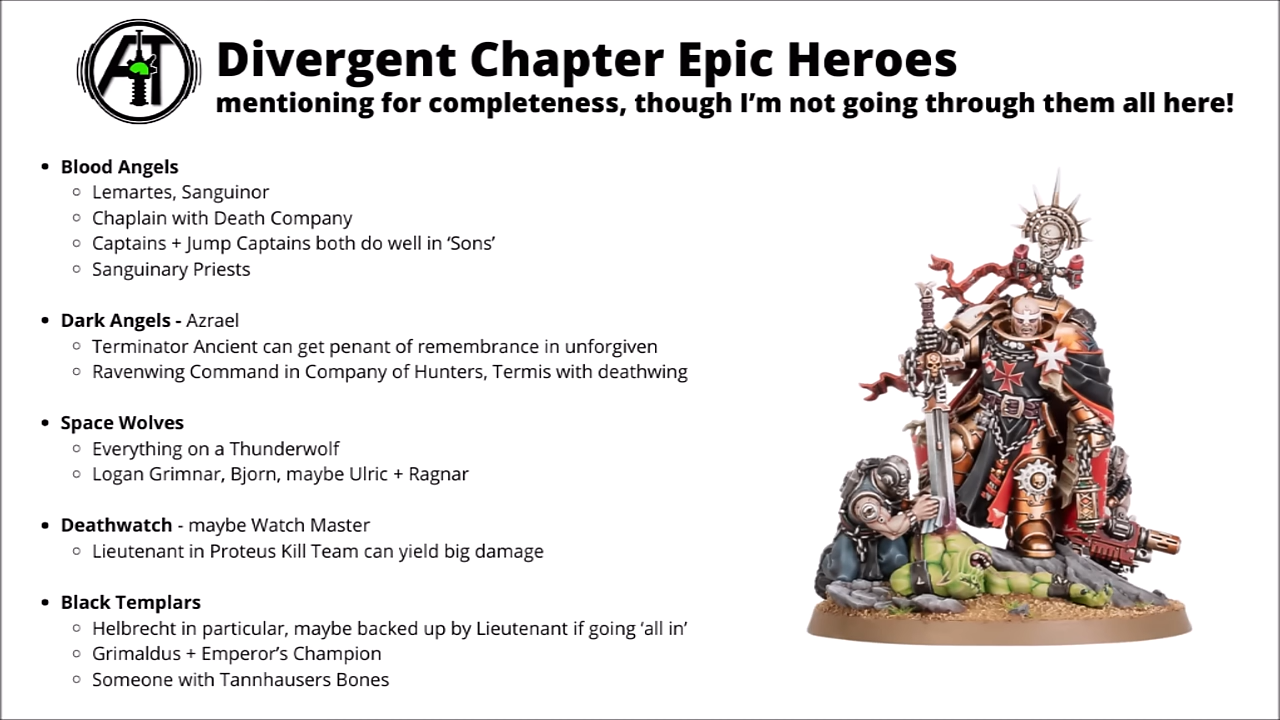 AT
Divergent Chapter Epic Heroes
mentioning for completeness, though I'm not going through them all here!
• Blood Angels
◦ Lemartes, Sanguinor
◦ Chaplain with Death Company
◦ Captains + Jump Captains both do well in ‘Sons’
◦ Sanguinary Priests
• Dark Angels - Azrael
◦ Terminator Ancient can get penant of remembrance in unforgiven
◦ Ravenwing Command in Company of Hunters, Termis with deathwing
• Space Wolves
◦ Everything on a Thunderwolf
◦ Logan Grimnar, Bjorn, maybe Ulric + Ragnar
• Deathwatch - maybe Watch Master
◦ Lieutenant in Proteus Kill Team can yield big damage
• Black Templars
◦ Helbrecht in particular, maybe backed up by Lieutenant if going ‘all in’
◦ Grimaldus + Emperor’s Champion
◦ Someone with Tannhausers Bones